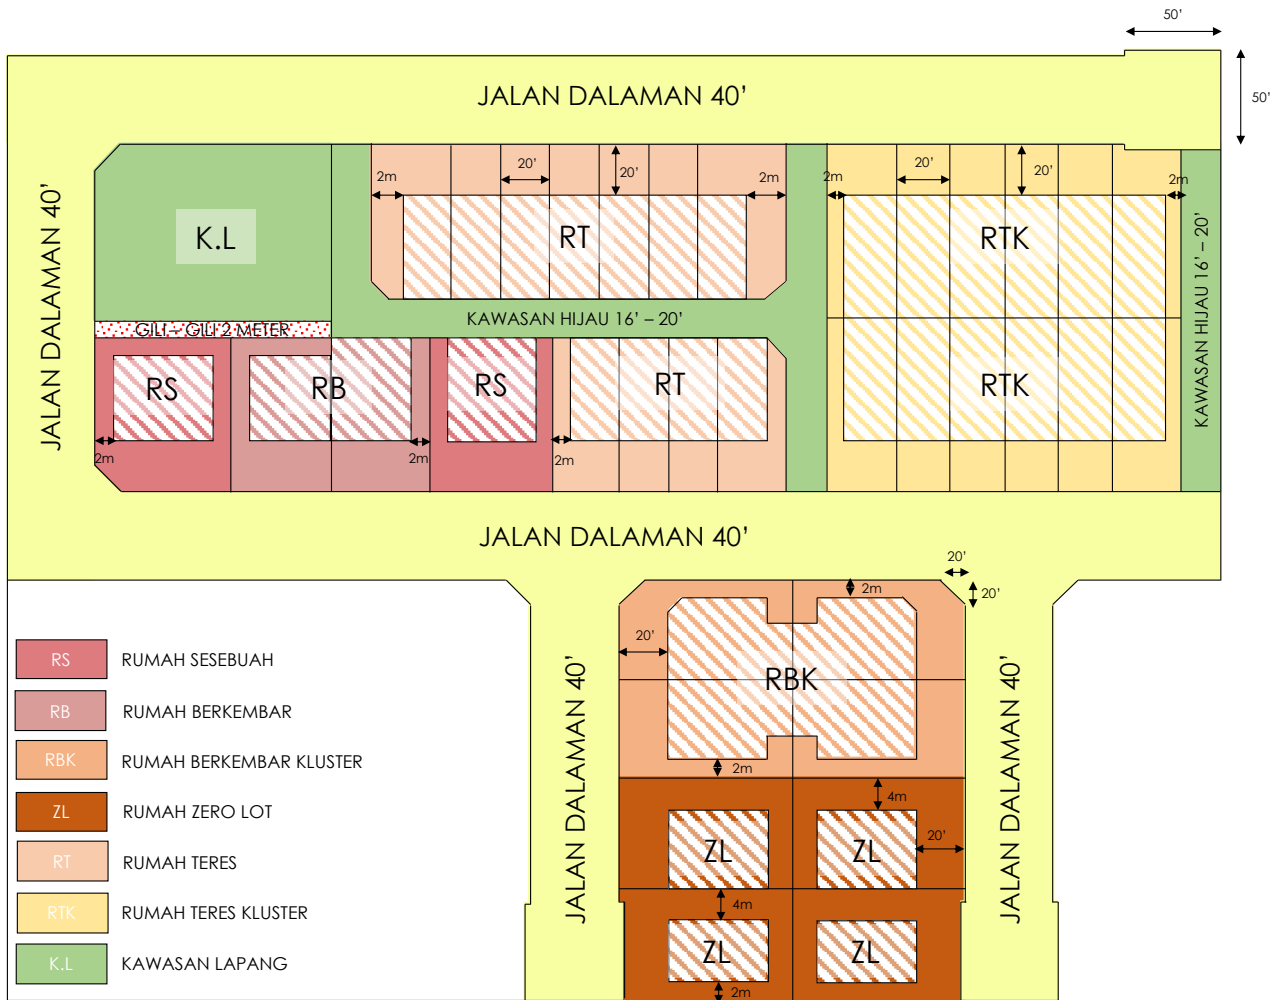 50’
JALAN DALAMAN 40’
50’
JALAN DALAMAN 40’
K.L
2m
20’
20’
2m
RT
2m
20’
20’
2m
RTK
KAWASAN HIJAU 16’ – 20’
GILI – GILI 2 METER
KAWASAN HIJAU 16’ – 20’
RS
RB
RS
RT
RTK
2m
2m
2m
JALAN DALAMAN 40’
20’
2m
20’
20’
RBK
2m
JALAN DALAMAN 40’
JALAN DALAMAN 40’
4m
20’
ZL
ZL
4m
ZL
ZL
2m
RS RUMAH SESEBUAH
RB RUMAH BERKEMBAR
RBK RUMAH BERKEMBAR KLUSTER
ZL RUMAH ZERO LOT
RT RUMAH TERES
RTK RUMAH TERES KLUSTER
K.L KAWASAN LAPANG